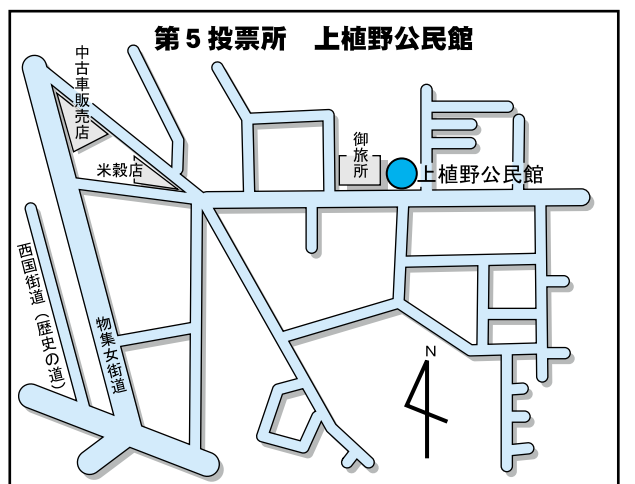 第5投票所　上植野公民館
中古車販売店
米穀店
御旅所
上植野公民館
西国街道（歴史の道）
物集女街道
N